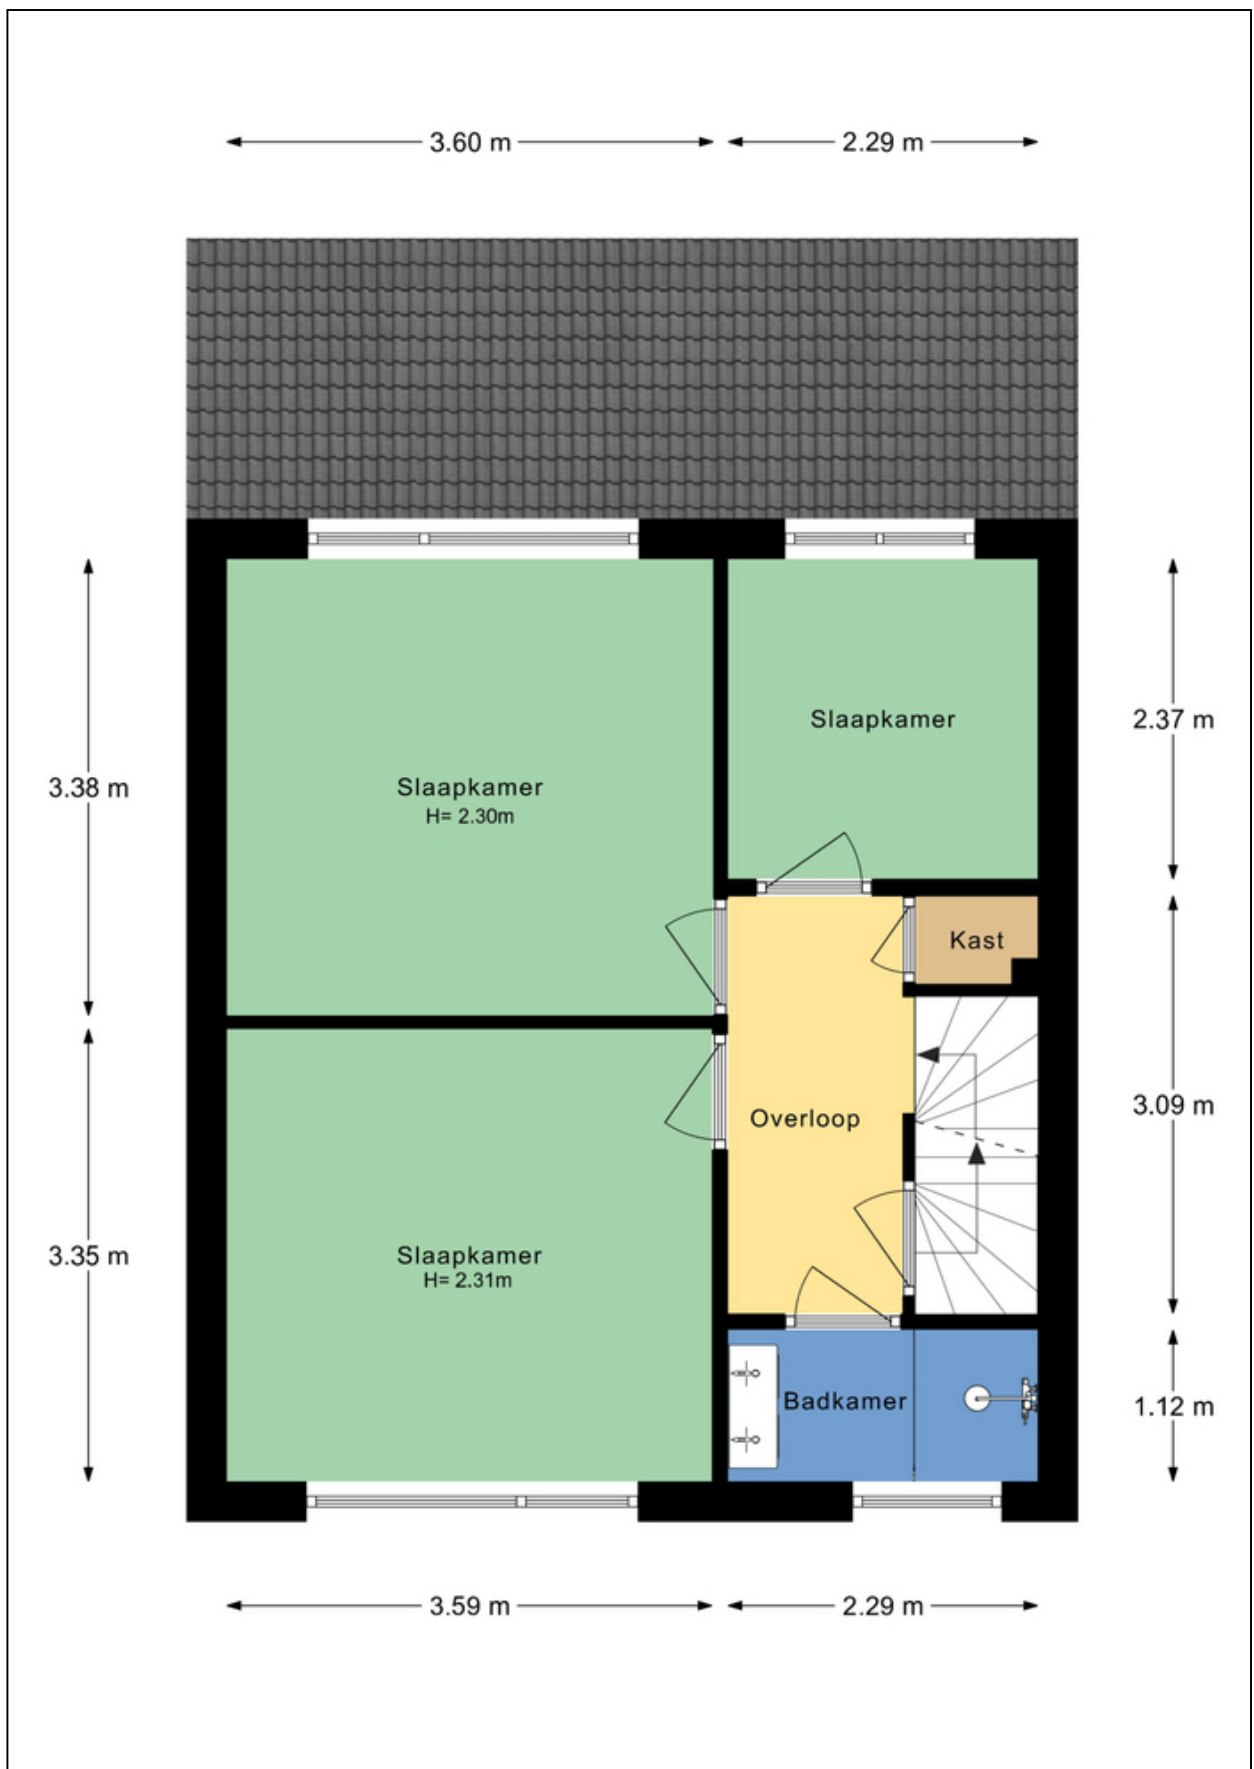 3.60 m
2.29 m
Slaapkamer
2.37 m
3.38 m
Slaapkamer
H= 2.30m
Kast
Overloop
3.09 m
3.35 m
Slaapkamer
H= 2.31m
Badkamer
1.12 m
3.59 m
2.29 m